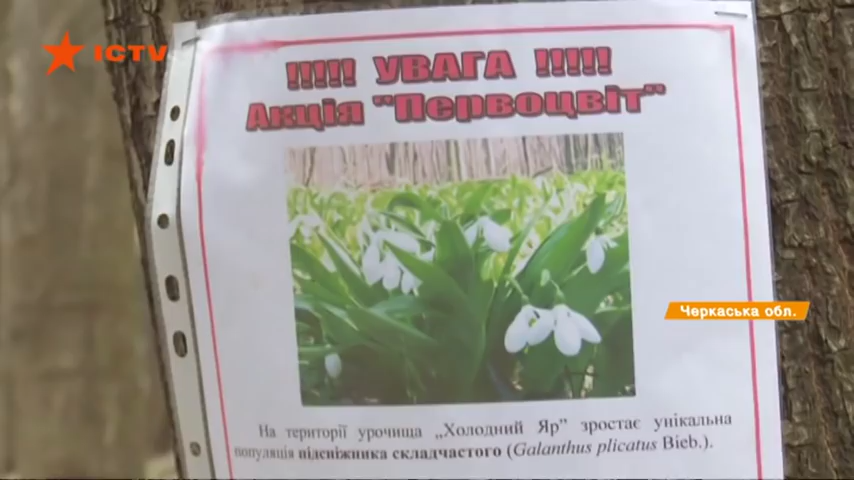 ICTV
!!!!! УВАГА !!!!!
Акція "Первоцвіт"
Черкаська обл.
На території урочища „Холодний Яр” зростає унікальна
популяція підсніжника складчастого (Galanthus plicatus Bieb.).